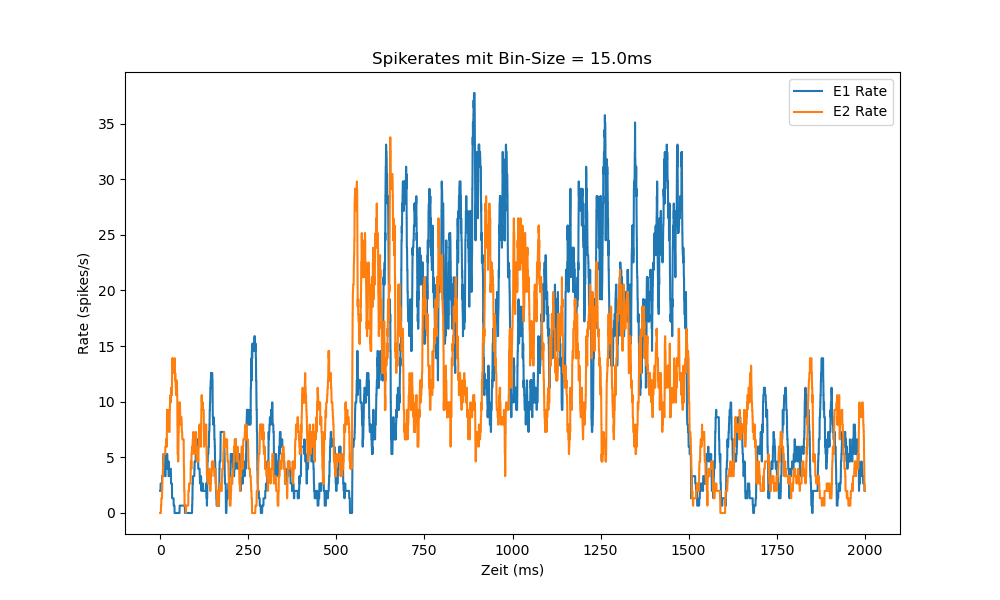 Spikerates mit Bin-Size = 15.0ms
E1 Rate
E2 Rate
Rate (spikes/s)
35
30
25
20
15
10
5
0
0 250 500 750 1000 1250 1500 1750 2000
Zeit (ms)